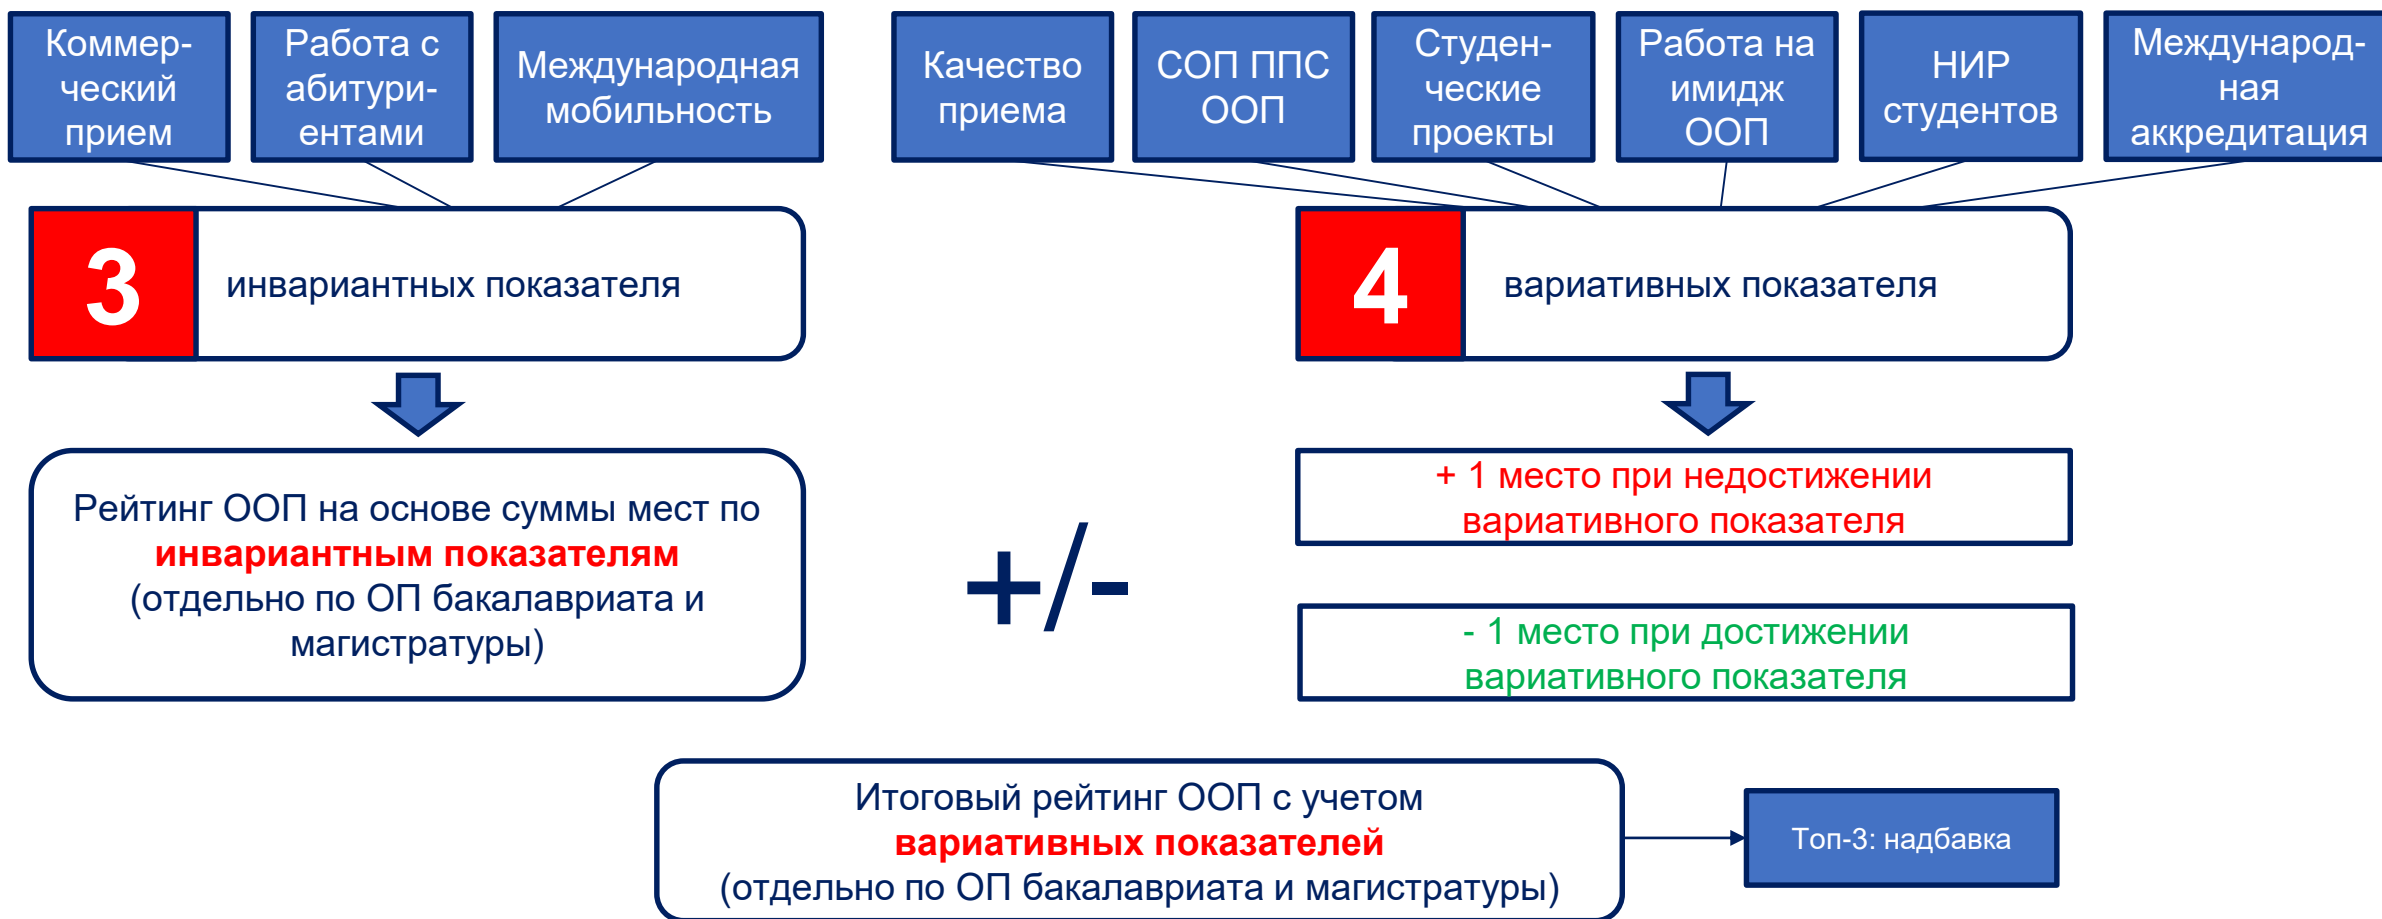 Коммер-
ческий
прием
Работа с
абитури-
ентами
Международная
мобильность
Качество
приема
СОП ППС
ООП
Студен-
ческие
проекты
Работа на
имидж
ООП
НИР
студентов
Международ-
ная
аккредитация
3
инвариантных показателя
4
вариативных показателя
Рейтинг ООП на основе суммы мест по
инвариантным показателям
(отдельно по ОП бакалавриата и
магистратуры)
+/-
+ 1 место при недостижении
вариативного показателя
- 1 место при достижении
вариативного показателя
Итоговый рейтинг ООП с учетом
вариативных показателей
(отдельно по ОП бакалавриата и магистратуры)
Топ-3: надбавка